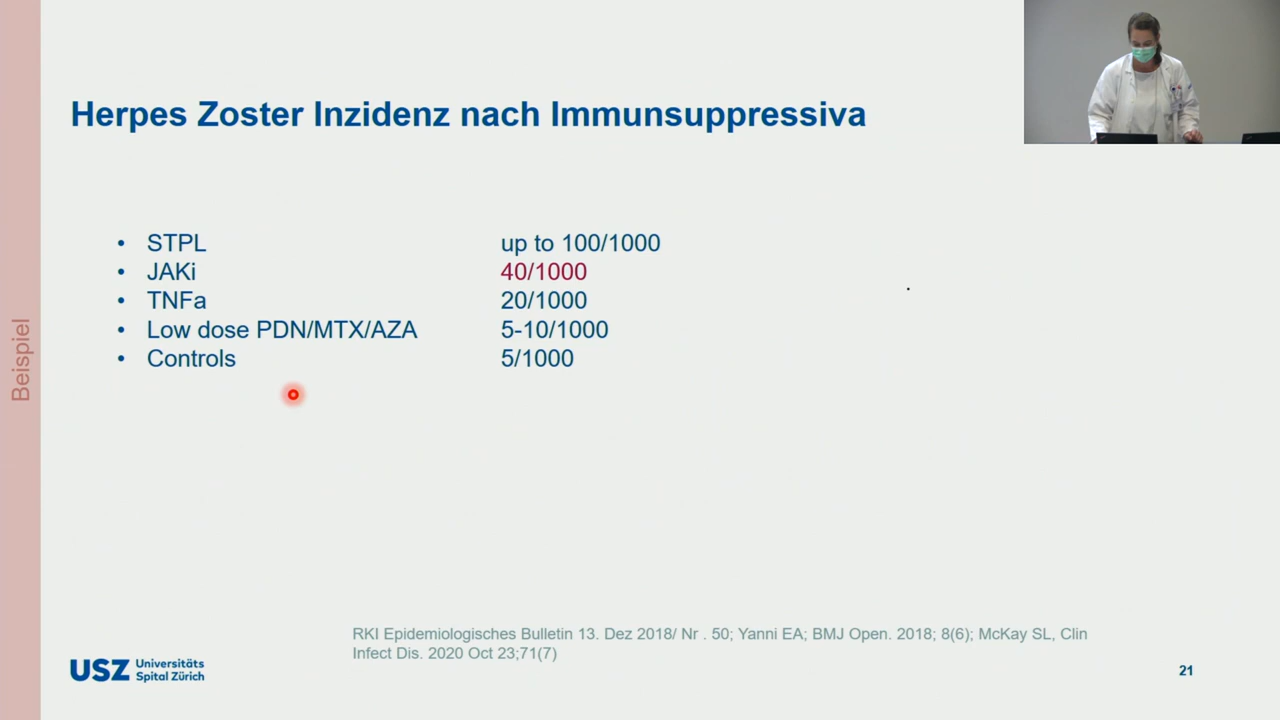 Herpes Zoster Inzidenz nach Immunsuppressiva
• STPL up to 100/1000
• JAKi 40/1000
• TNFa 20/1000
• Low dose PDN/MTX/AZA 5-10/1000
• Controls 5/1000
Beispiel
RKI Epidemiologisches Bulletin 13. Dez 2018/ Nr . 50; Yanni EA; BMJ Open. 2018; 8(6); McKay SL, Clin
Infect Dis. 2020 Oct 23;71(7)
USZ Universitäts
Spital Zürich
21